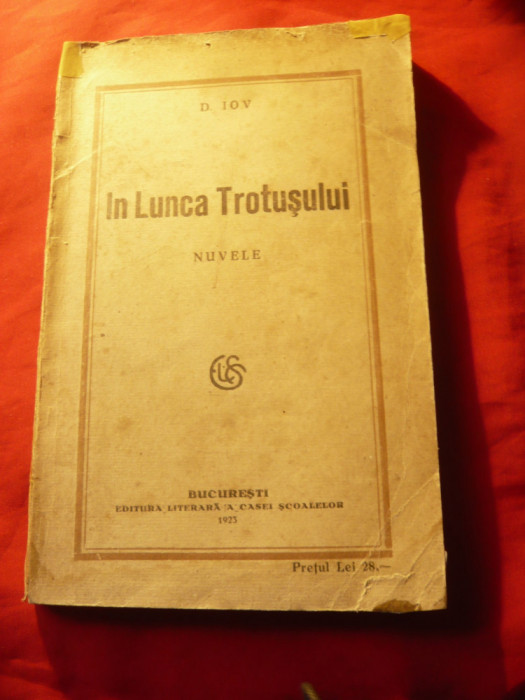 D. IOV
In Lunca Trotuşului
NUVELE
BUCUREŞTI
EDITURA LITERARĂ A CASEI ŞCOALELOR
1925
Preţul Lei 28.—